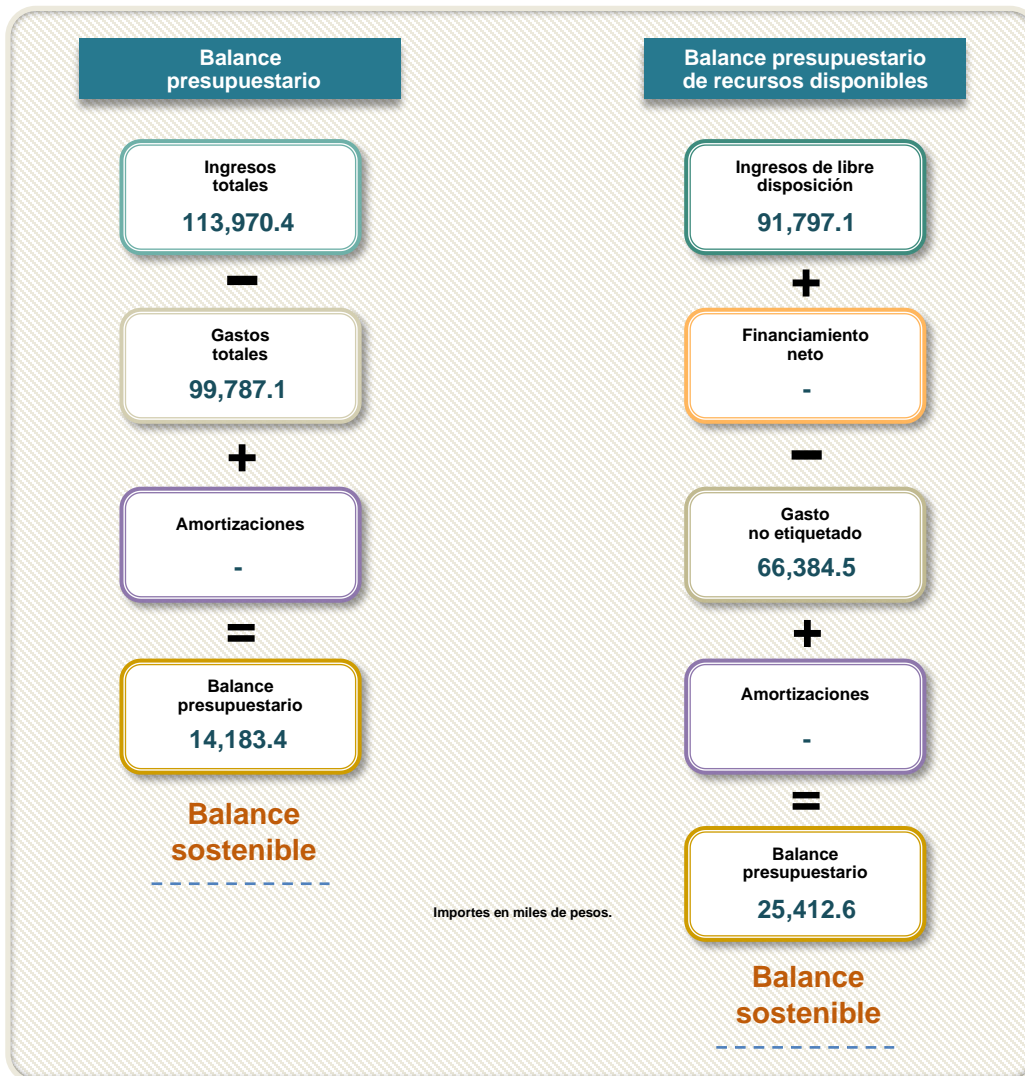 Balance
presupuestario
Ingresos
totales
113,970.4
–
Gastos
totales
99,787.1
+
Amortizaciones
-
=
Balance
presupuestario
14,183.4
Balance
sostenible
Balance presupuestario
de recursos disponibles
Ingresos de libre
disposición
91,797.1
+
Financiamiento
neto
-
–
Gasto
no etiquetado
66,384.5
+
Amortizaciones
-
=
Balance
presupuestario
25,412.6
Balance
sostenible
Importes en miles de pesos.